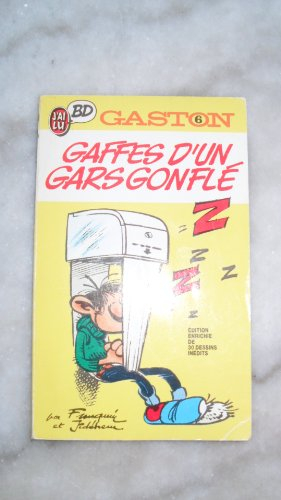 J'AI LU
BD
GASTON 6
GAFFES D'UN
GARS GONFLÉ
Z
Z
Z
Z
Z
ÉDITION
ENRICHIE
DE
30 DESSINS
INÉDITS
par Franquin
et Jidéhem